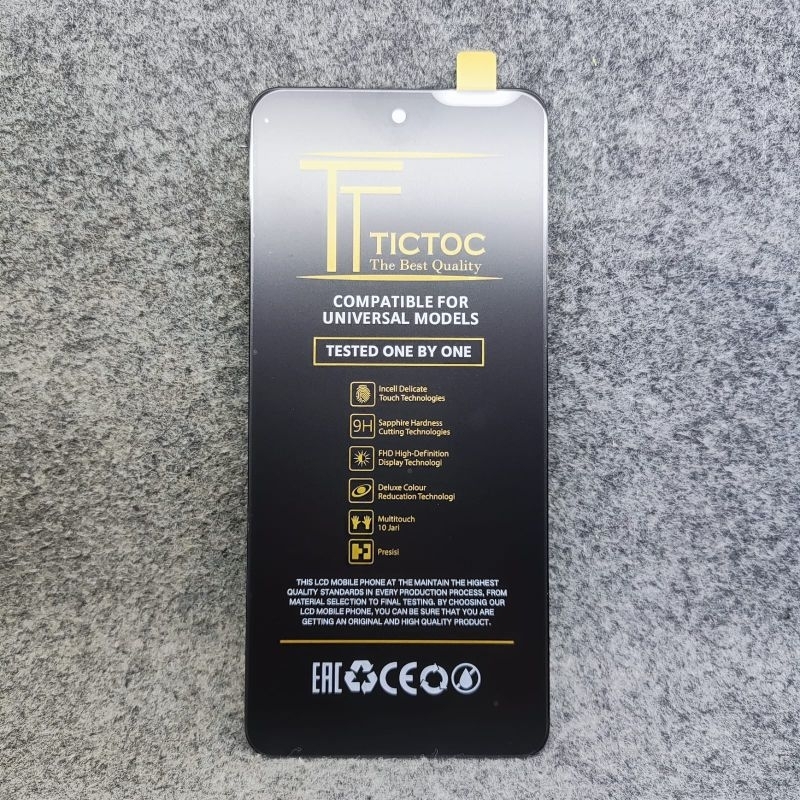 TT
TICTOC
The Best Quality
COMPATIBLE FOR
UNIVERSAL MODELS
TESTED ONE BY ONE
Incell Delicate
Touch Technologies
9H
Sapphire Hardness
Cutting Technologies
FHD High-Definition
Display Technologi
Deluxe Colour
Reducation Technologi
Multitouch
10 Jari
Presisi
THIS LCD MOBILE PHONE AT THE MAINTAIN THE HIGHEST
QUALITY STANDARDS IN EVERY PRODUCTION PROCESS, FROM
MATERIAL SELECTION TO FINAL TESTING. BY CHOOSING OUR
LCD MOBILE PHONE, YOU CAN BE SURE THAT YOU ARE
GETTING AN ORIGINAL AND HIGH QUALITY PRODUCT.
EAC CE